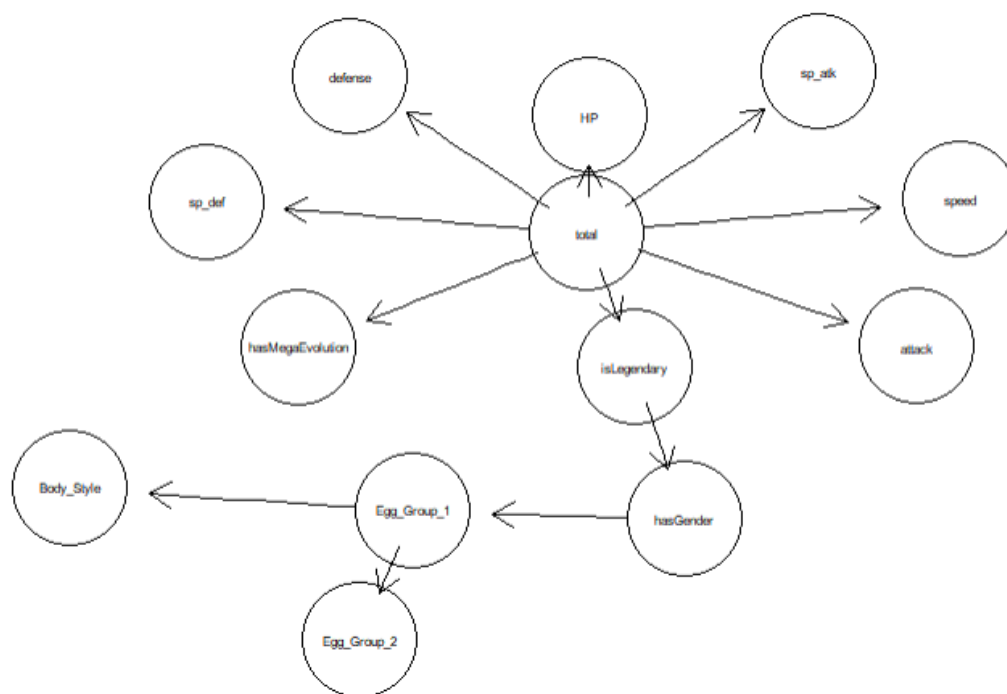 defense
sp_atk
HP
sp_def
speed
total
hasMegaEvolution
attack
isLegendary
Body_Style
Egg_Group_1
hasGender
Egg_Group_2